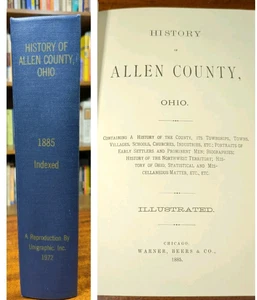 HISTORY OF
ALLEN COUNTY,
OHIO
1885
Indexed
A Reproduction By
Unigraphic, Inc.
1972
HISTORY
OF
ALLEN COUNTY,
OHIO.
CONTAINING A HISTORY OF THE COUNTY, ITS TOWNSHIPS, TOWNS,
VILLAGES, SCHOOLS, CHURCHES, INDUSTRIES, ETC.; PORTRAITS OF
EARLY SETTLERS AND PROMINENT MEN; BIOGRAPHIES;
HISTORY OF THE NORTHWEST TERRITORY; HIS-
TORY OF OHIO; STATISTICAL AND MIS-
CELLANEOUS MATTER, ETC., ETC.
ILLUSTRATED.
CHICAGO:
WARNER, BEERS & CO.,
1885.